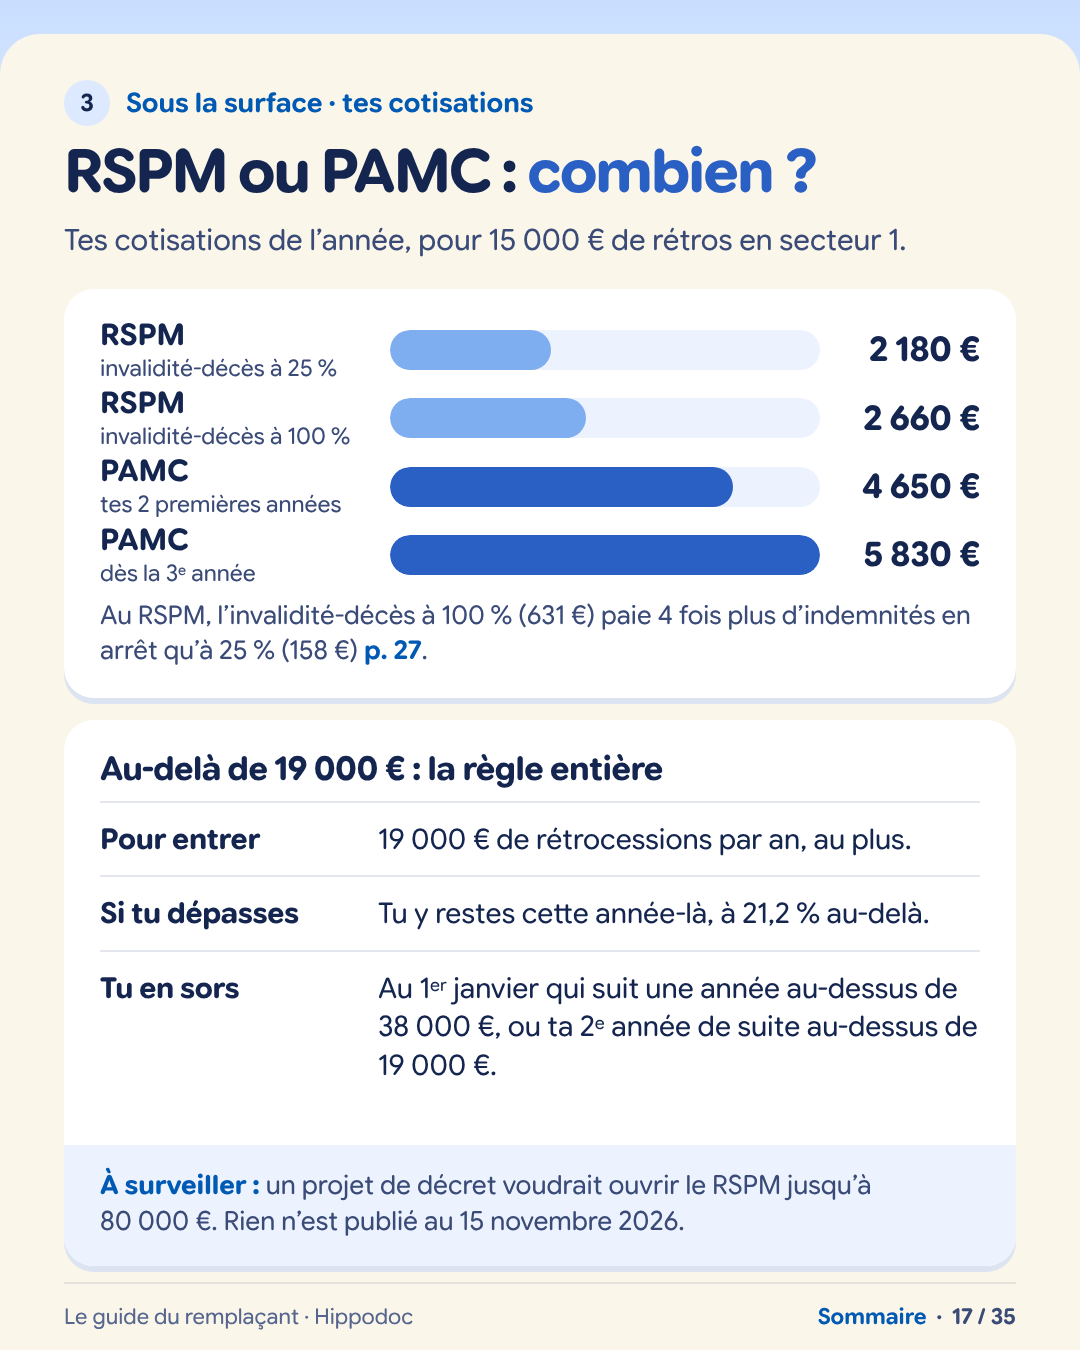 3 Sous la surface · tes cotisations
RSPM ou PAMC : combien ?
Tes cotisations de l’année, pour 15 000 € de rétros en secteur 1.
RSPM
invalidité-décès à 25 %
2 180 €
RSPM
invalidité-décès à 100 %
2 660 €
PAMC
tes 2 premières années
4 650 €
PAMC
dès la 3ᵉ année
5 830 €
Au RSPM, l’invalidité-décès à 100 % (631 €) paie 4 fois plus d’indemnités en
arrêt qu’à 25 % (158 €) p. 27.
Au-delà de 19 000 € : la règle entière
Pour entrer 19 000 € de rétrocessions par an, au plus.
Si tu dépasses Tu y restes cette année-là, à 21,2 % au-delà.
Tu en sors Au 1ᵉʳ janvier qui suit une année au-dessus de
38 000 €, ou ta 2ᵉ année de suite au-dessus de
19 000 €.
À surveiller : un projet de décret voudrait ouvrir le RSPM jusqu’à
80 000 €. Rien n’est publié au 15 novembre 2026.
Le guide du remplaçant · Hippodoc Sommaire · 17 / 35